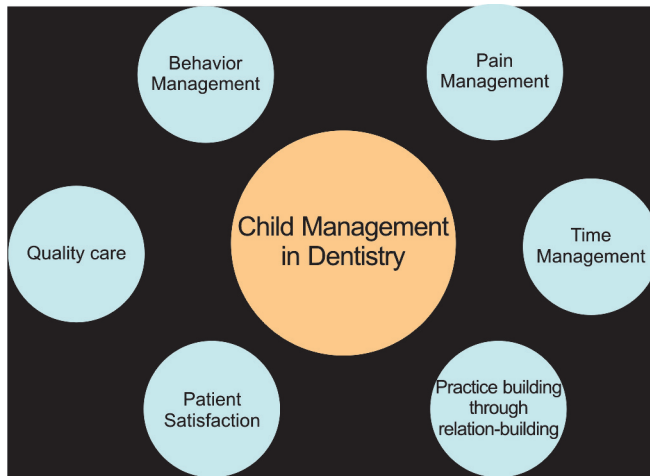 Behavior
Management
Pain
Management
Child Management
in Dentistry
Quality care
Time
Management
Patient
Satisfaction
Practice building
through
relation-building